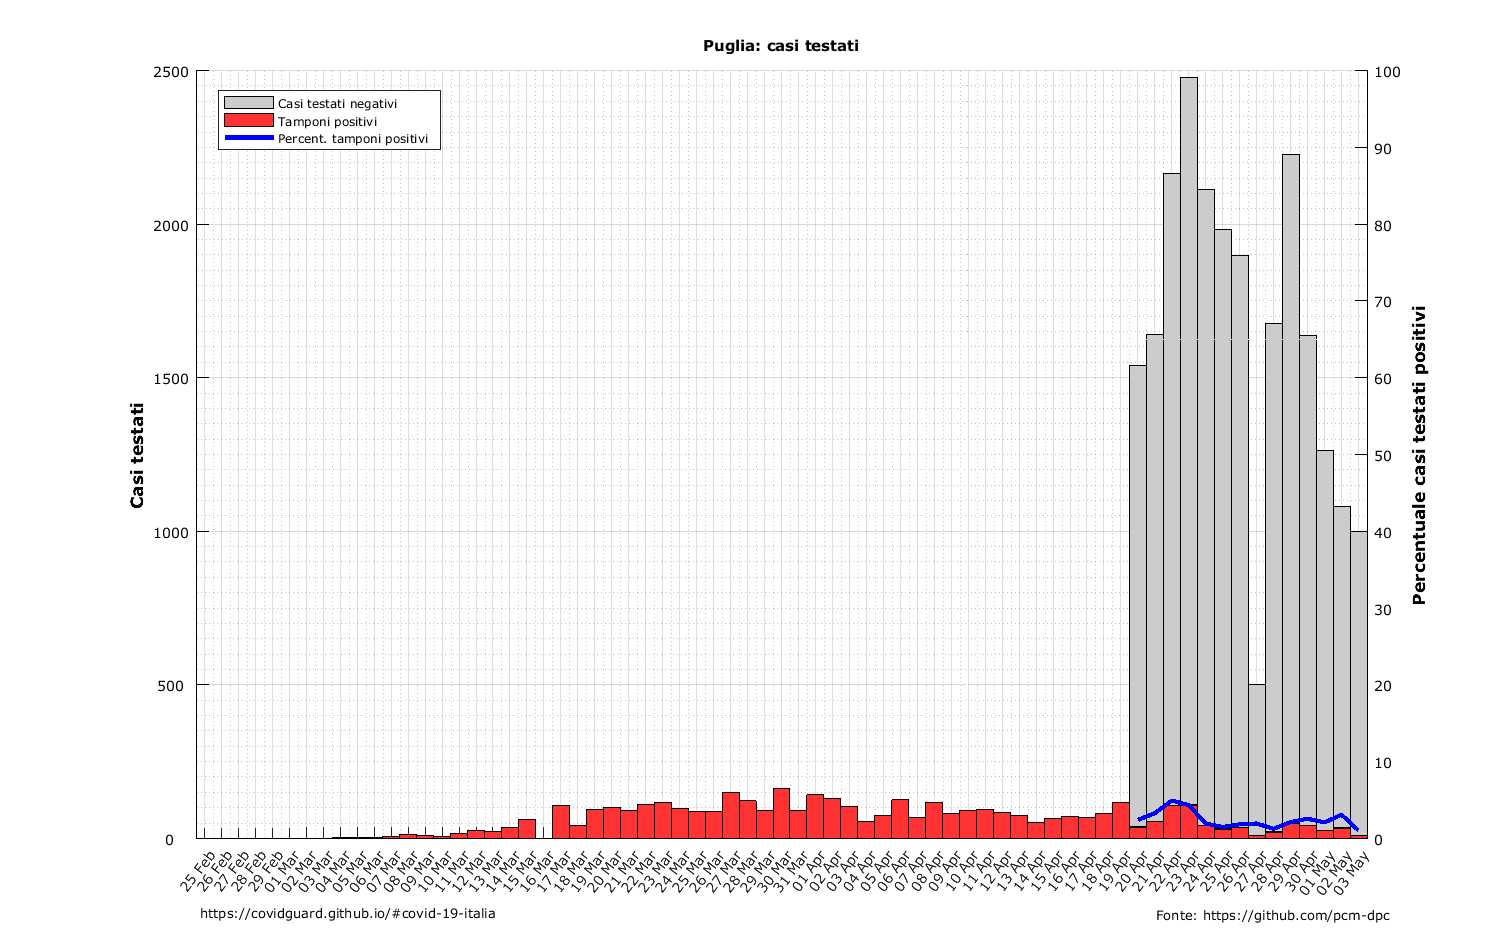 Puglia: casi testati
Casi testati negativi
Tamponi positivi
Percent. tamponi positivi
Casi testati
2500
2000
1500
1000
500
0
100
90
80
70
60
50
40
30
20
10
0
Percentuale casi testati positivi
25 Feb
26 Feb
27 Feb
28 Feb
29 Feb
01 Mar
02 Mar
03 Mar
04 Mar
05 Mar
06 Mar
07 Mar
08 Mar
09 Mar
10 Mar
11 Mar
12 Mar
13 Mar
14 Mar
15 Mar
16 Mar
17 Mar
18 Mar
19 Mar
20 Mar
21 Mar
22 Mar
23 Mar
24 Mar
25 Mar
26 Mar
27 Mar
28 Mar
29 Mar
30 Mar
31 Mar
01 Apr
02 Apr
03 Apr
04 Apr
05 Apr
06 Apr
07 Apr
08 Apr
09 Apr
10 Apr
11 Apr
12 Apr
13 Apr
14 Apr
15 Apr
16 Apr
17 Apr
18 Apr
19 Apr
20 Apr
21 Apr
22 Apr
23 Apr
24 Apr
25 Apr
26 Apr
27 Apr
28 Apr
29 Apr
30 Apr
01 May
02 May
03 May
https://covidguard.github.io/#covid-19-italia
Fonte: https://github.com/pcm-dpc